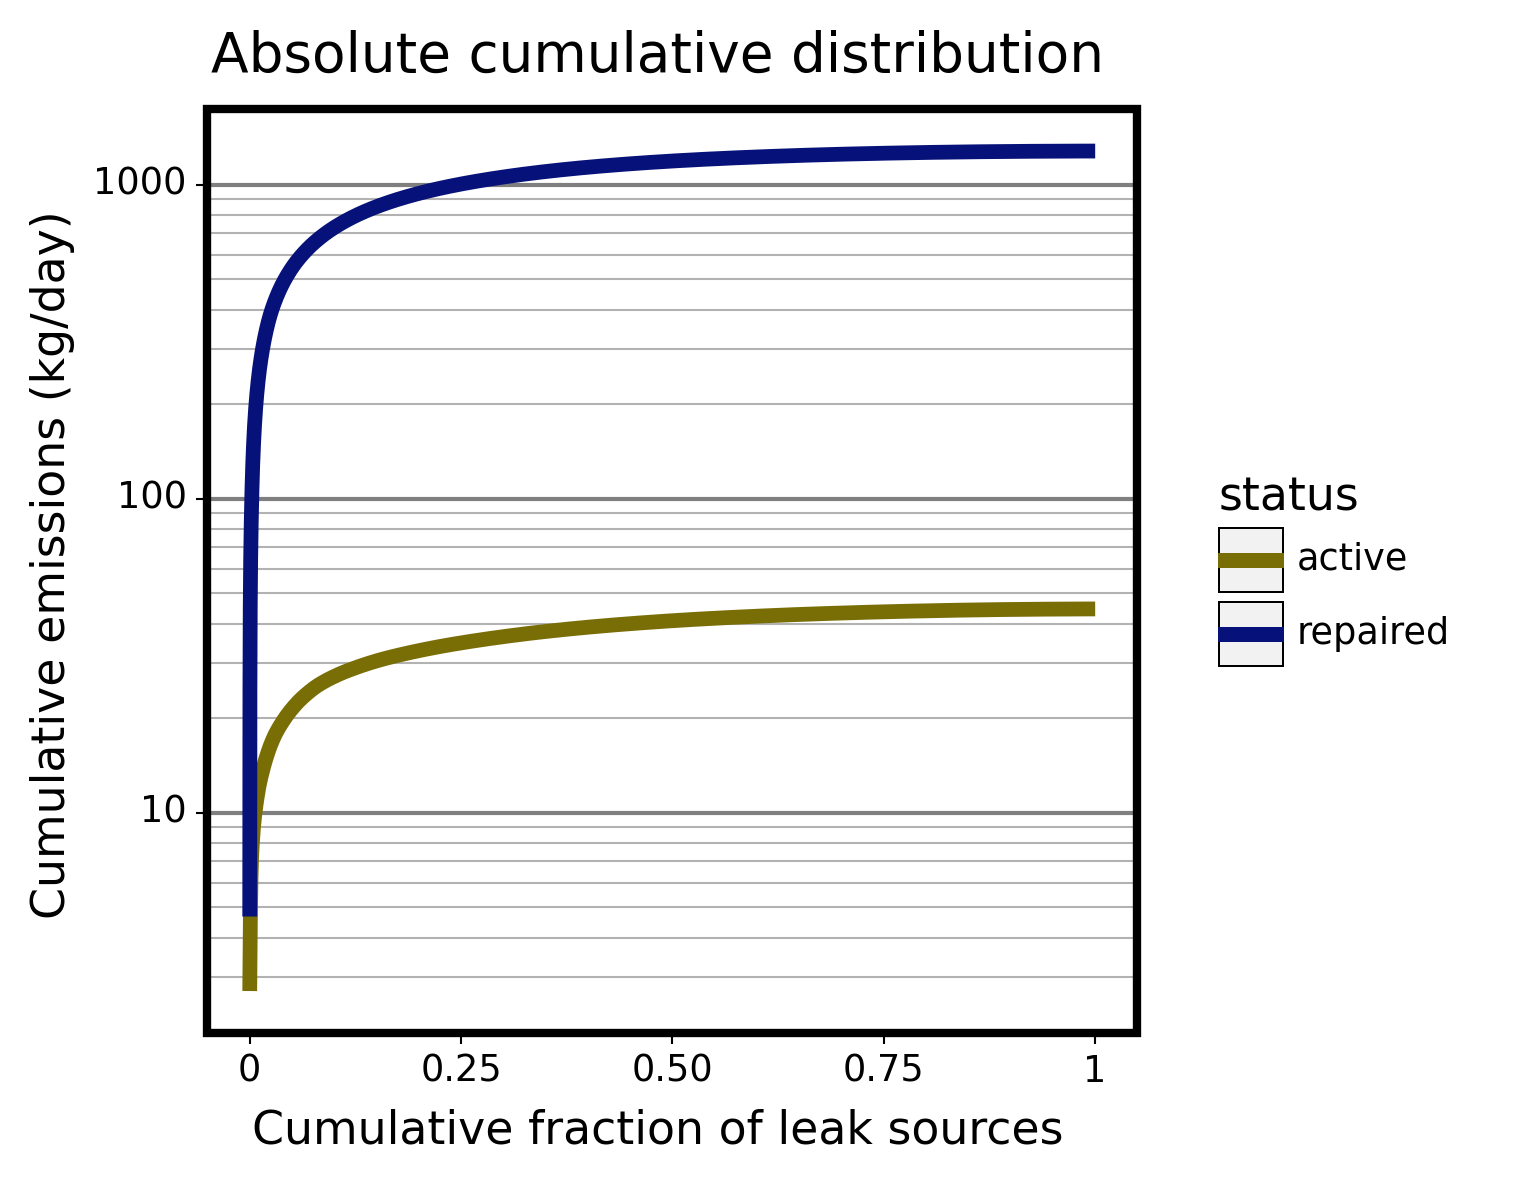 Absolute cumulative distribution
Cumulative emissions (kg/day)
1000
100
10
0
0.25
0.50
0.75
1
Cumulative fraction of leak sources
status
active
repaired